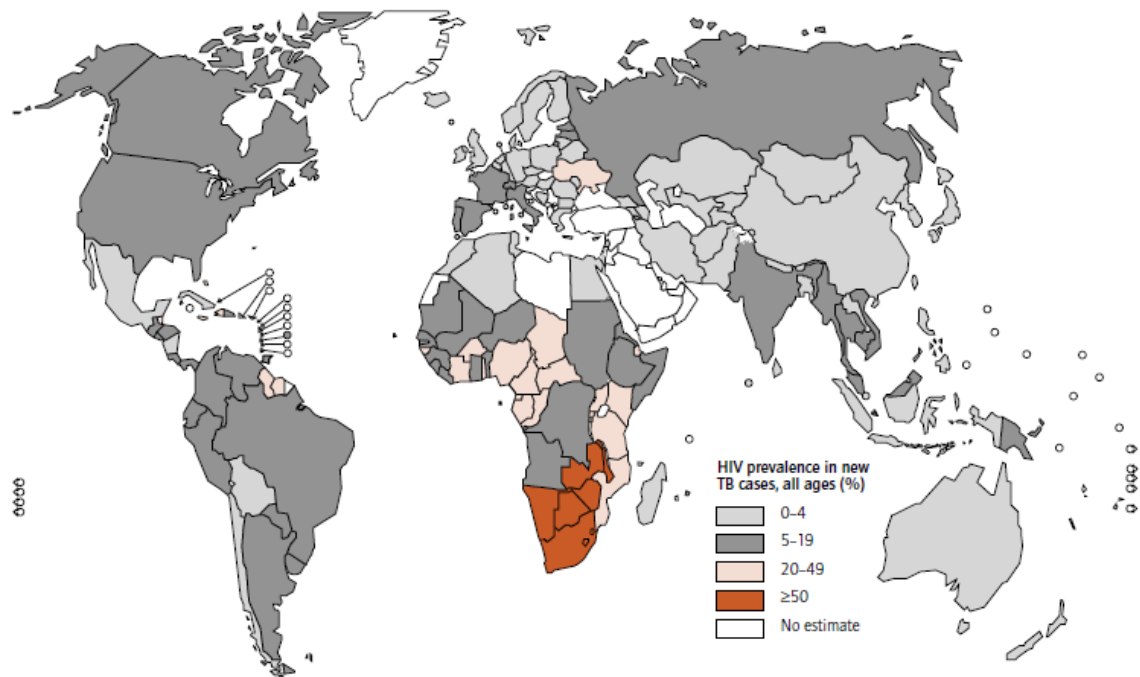 HIV prevalence in new
TB cases, all ages (%)
0–4
5–19
20–49
≥50
No estimate